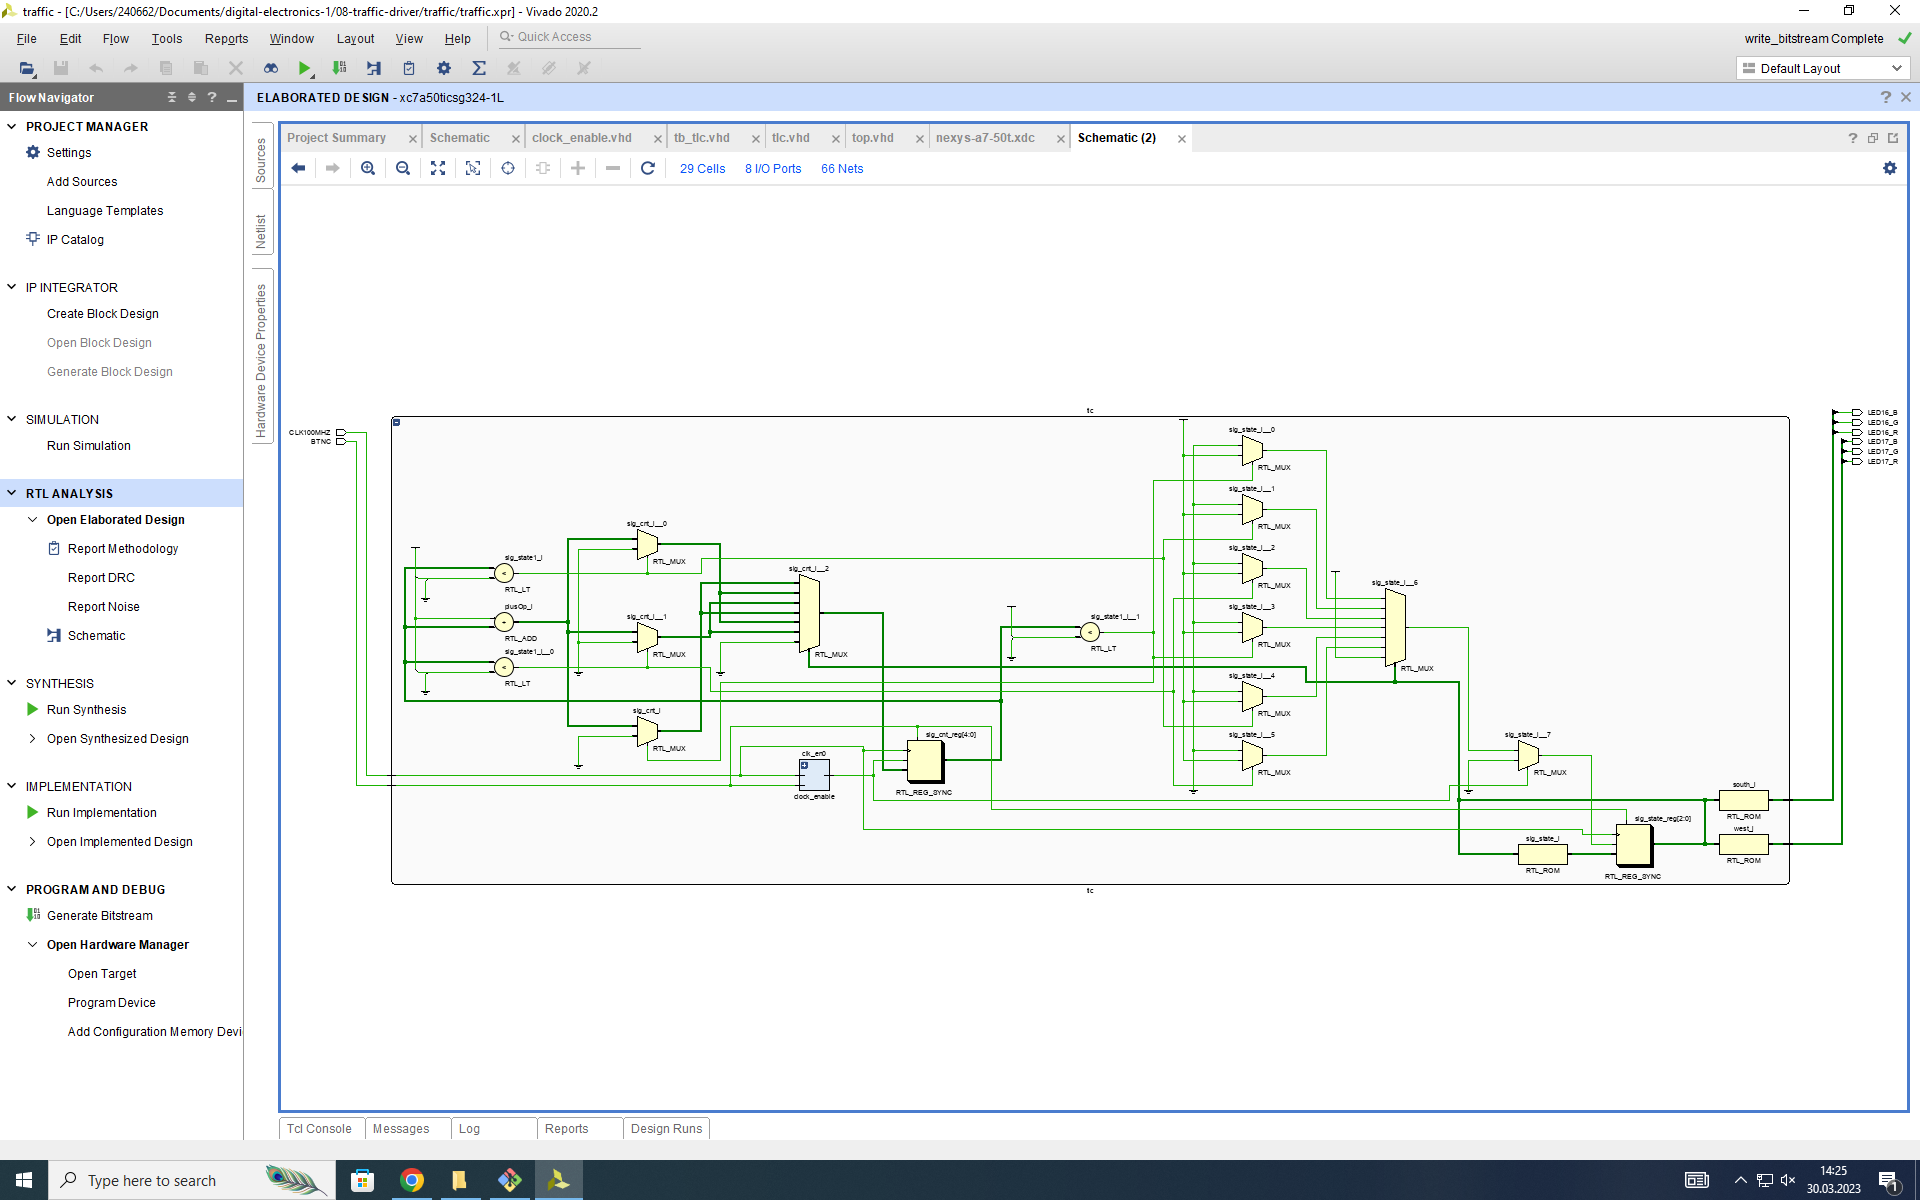 traffic - [C:/Users/240662/Documents/digital-electronics-1/08-traffic-driver/traffic/traffic.xpr] - Vivado 2020.2
File Edit Flow Tools Reports Window Layout View Help Quick Access
write_bitstream Complete
Default Layout
Flow Navigator
ELABORATED DESIGN - xc7a50ticsg324-1L
PROJECT MANAGER
Settings
Add Sources
Language Templates
IP Catalog
IP INTEGRATOR
Create Block Design
Open Block Design
Generate Block Design
SIMULATION
Run Simulation
RTL ANALYSIS
Open Elaborated Design
Report Methodology
Report DRC
Report Noise
Schematic
SYNTHESIS
Run Synthesis
Open Synthesized Design
IMPLEMENTATION
Run Implementation
Open Implemented Design
PROGRAM AND DEBUG
Generate Bitstream
Open Hardware Manager
Open Target
Program Device
Add Configuration Memory Devi
Sources
Netlist
Hardware Device Properties
Project Summary Schematic clock_enable.vhd tb_tlc.vhd tlc.vhd top.vhd nexys-a7-50t.xdc Schematic (2)
29 Cells 8 I/O Ports 66 Nets
tc
CLK100MHZ
BTNC
LED16_B
LED16_G
LED16_R
LED17_B
LED17_G
LED17_R
sig_state_i__0
RTL_MUX
sig_state_i__1
RTL_MUX
sig_cnt_i__0
RTL_MUX
sig_state_i__2
RTL_MUX
sig_state1_i
RTL_LT
sig_cnt_i__2
RTL_MUX
sig_state_i__6
RTL_MUX
plusOp_i
RTL_ADD
sig_cnt_i__1
RTL_MUX
sig_state1_i__1
RTL_LT
sig_state_i__3
RTL_MUX
sig_state1_i__0
RTL_LT
sig_state_i__4
RTL_MUX
sig_cnt_i
RTL_MUX
sig_cnt_reg[4:0]
RTL_REG_SYNC
sig_state_i__5
RTL_MUX
sig_state_i__7
RTL_MUX
clk_en0
clock_enable
south_i
RTL_ROM
sig_state_reg[2:0]
RTL_REG_SYNC
west_i
RTL_ROM
sig_state_i
RTL_ROM
tc
Tcl Console Messages Log Reports Design Runs
Type here to search
14:25
30.03.2023
1